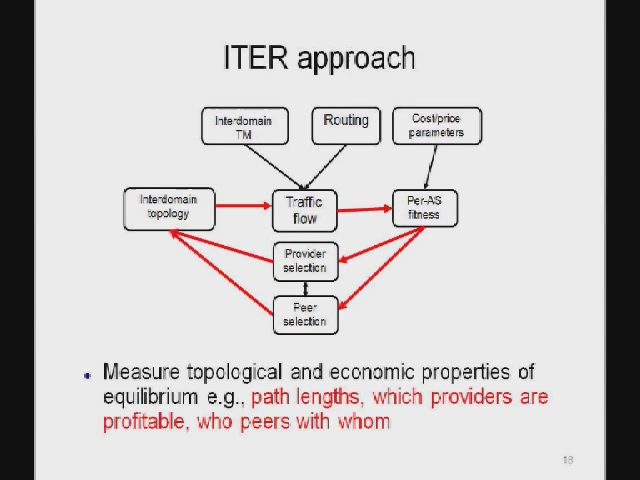 ITER approach
Interdomain
TM
Routing
Cost/price
parameters
Interdomain
topology
Traffic
flow
Per-AS
fitness
Provider
selection
Peer
selection
• Measure topological and economic properties of
equilibrium e.g., path lengths, which providers are
profitable, who peers with whom
18